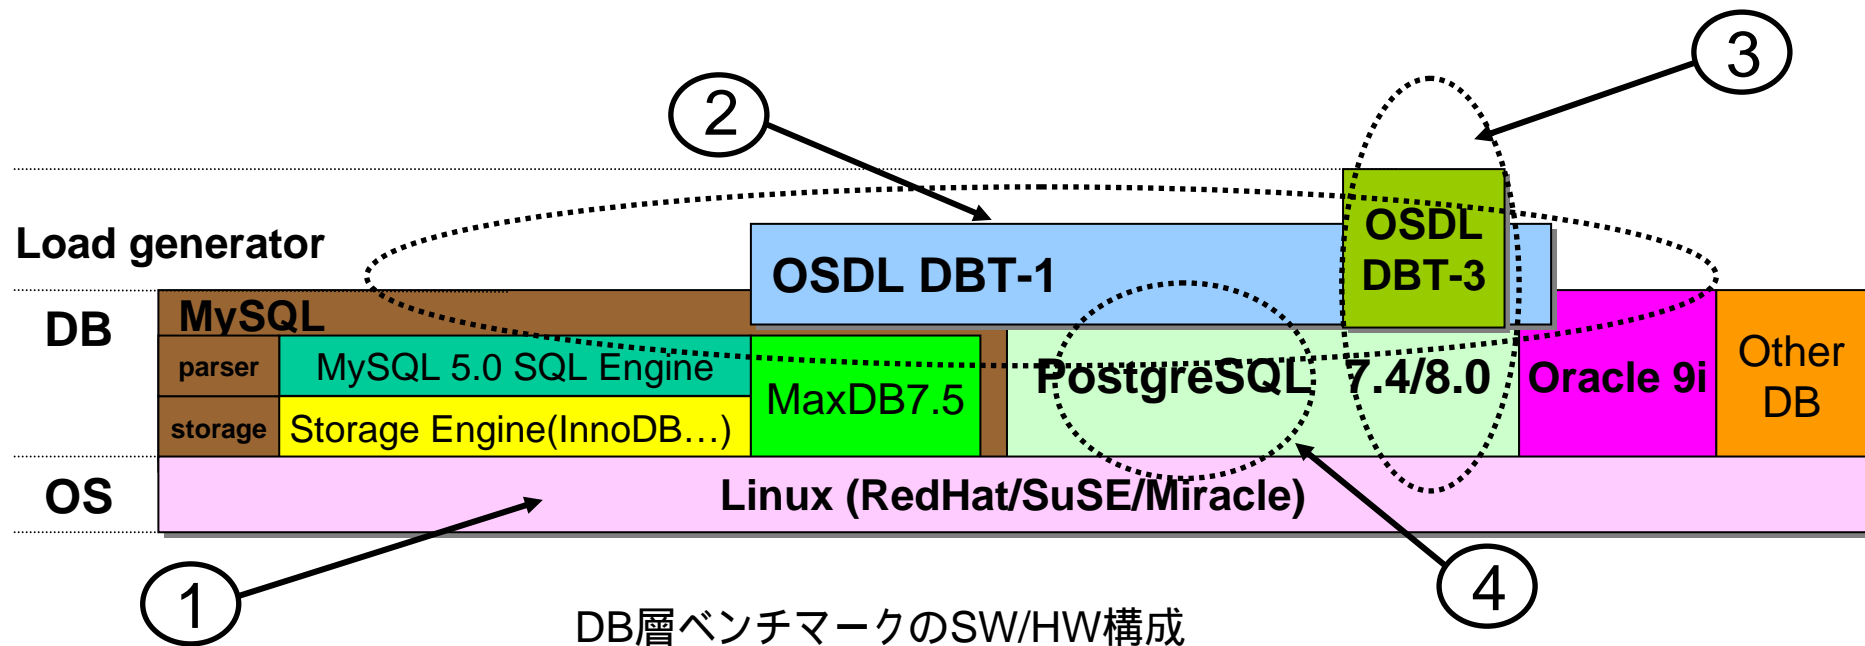 3
2
Load generator
OSDL DBT-1
OSDL
DBT-3
DB
MySQL
parser
MySQL 5.0 SQL Engine
storage
Storage Engine(InnoDB…)
MaxDB7.5
PostgreSQL 7.4/8.0
Oracle 9i
Other
DB
OS
Linux (RedHat/SuSE/Miracle)
1
4
DB層ベンチマークのSW/HW構成